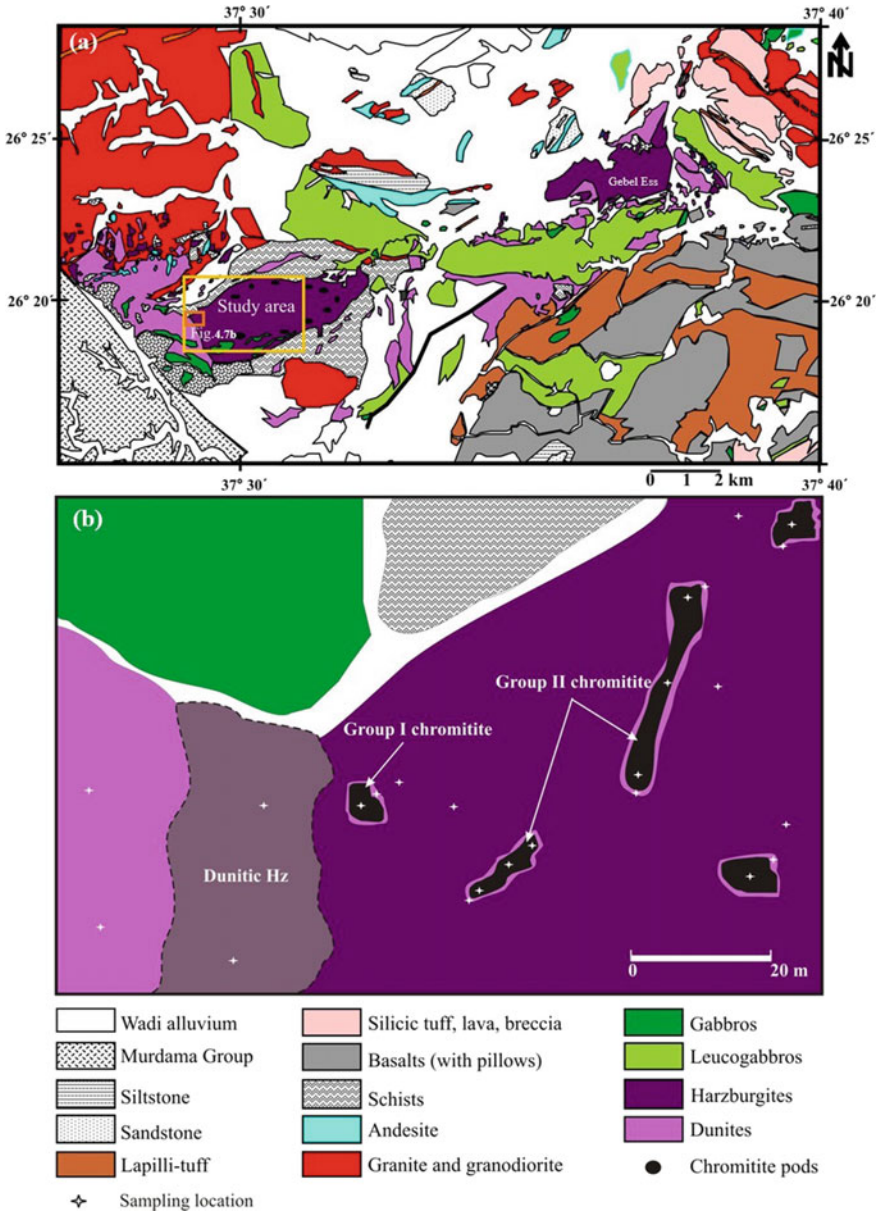 37° 30´ 37° 40´
(a)
N
26° 25´ 26° 25´
Gebel Ess
26° 20´ 26° 20´
Study area
Fig.4.7b
37° 30´ 0 1 2 km 37° 40´
(b)
Group II chromitite
Group I chromitite
Dunitic Hz
0 20 m
Wadi alluvium
Murdama Group
Siltstone
Sandstone
Lapilli-tuff
Sampling location
Silicic tuff, lava, breccia
Basalts (with pillows)
Schists
Andesite
Granite and granodiorite
Gabbros
Leucogabbros
Harzburgites
Dunites
Chromitite pods